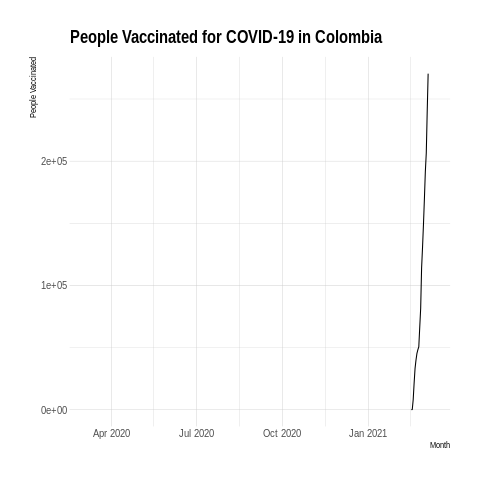 People Vaccinated for COVID-19 in Colombia
People Vaccinated
2e+05
1e+05
0e+00
Apr 2020 Jul 2020 Oct 2020 Jan 2021
Month